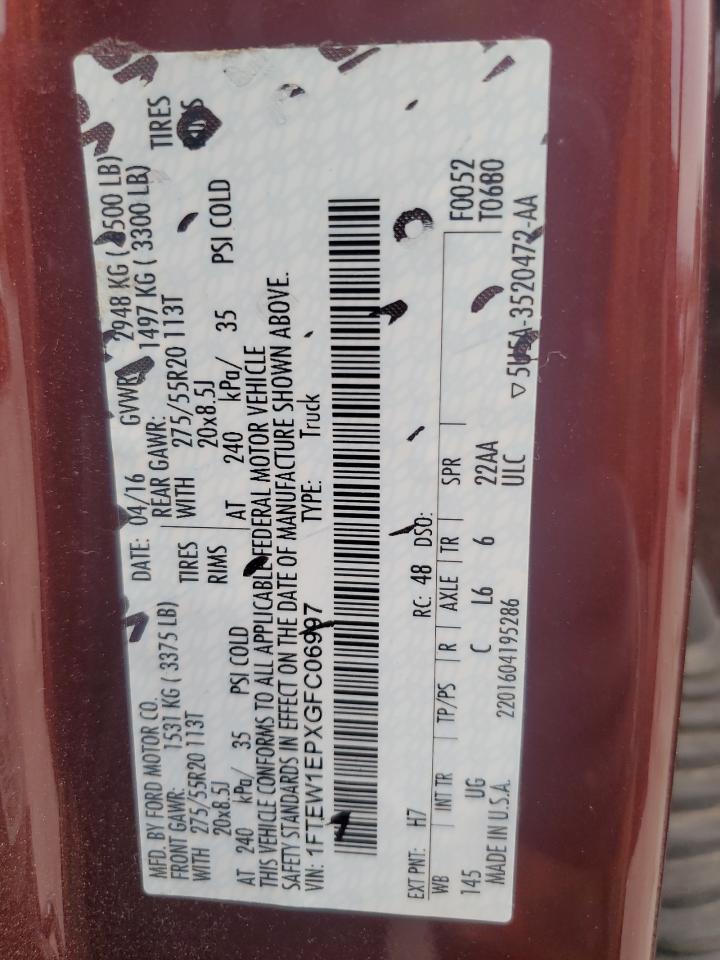 MFD. BY FORD MOTOR CO.
DATE: 04/16 GVWR: 2948 KG ( 500 LB)
FRONT GAWR: 1531 KG ( 3375 LB)
REAR GAWR: 1497 KG ( 3300 LB)
WITH 275/55R20 113T TIRES WITH 275/55R20 113T TIRES
20x8.5J RIMS 20x8.5J
AT 240 kPa/ 35 PSI COLD AT 240 kPa/ 35 PSI COLD
THIS VEHICLE CONFORMS TO ALL APPLICABLE FEDERAL MOTOR VEHICLE
SAFETY STANDARDS IN EFFECT ON THE DATE OF MANUFACTURE SHOWN ABOVE.
VIN: 1FTEW1EPXGFC06997 TYPE: Truck
EXT PNT: H7 RC: 48 DSO: F0052
WB INT TR TP/PS R AXLE TR SPR T0680
145 UG C L6 6 22AA
MADE IN U.S.A. 2201604195286 ULC -3520472-AA